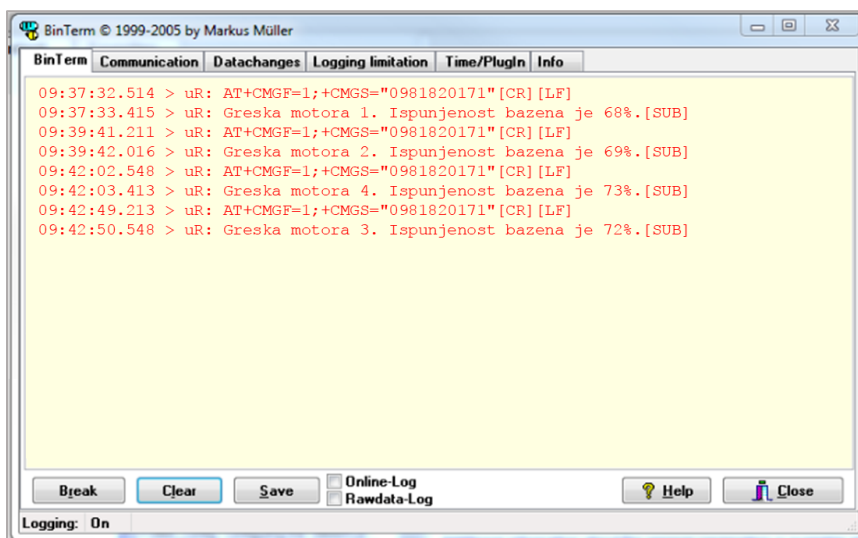 BinTerm © 1999-2005 by Markus Müller
BinTerm Communication Datachanges Logging limitation Time/PlugIn Info
09:37:32.514 > uR: AT+CMGF=1;+CMGS="0981820171"[CR][LF]
09:37:33.415 > uR: Greska motora 1. Ispunjenost bazena je 68%.[SUB]
09:39:41.211 > uR: AT+CMGF=1;+CMGS="0981820171"[CR][LF]
09:39:42.016 > uR: Greska motora 2. Ispunjenost bazena je 69%.[SUB]
09:42:02.548 > uR: AT+CMGF=1;+CMGS="0981820171"[CR][LF]
09:42:03.413 > uR: Greska motora 4. Ispunjenost bazena je 73%.[SUB]
09:42:49.213 > uR: AT+CMGF=1;+CMGS="0981820171"[CR][LF]
09:42:50.548 > uR: Greska motora 3. Ispunjenost bazena je 72%.[SUB]
Break Clear Save Online-Log Help Close
Rawdata-Log
Logging: On